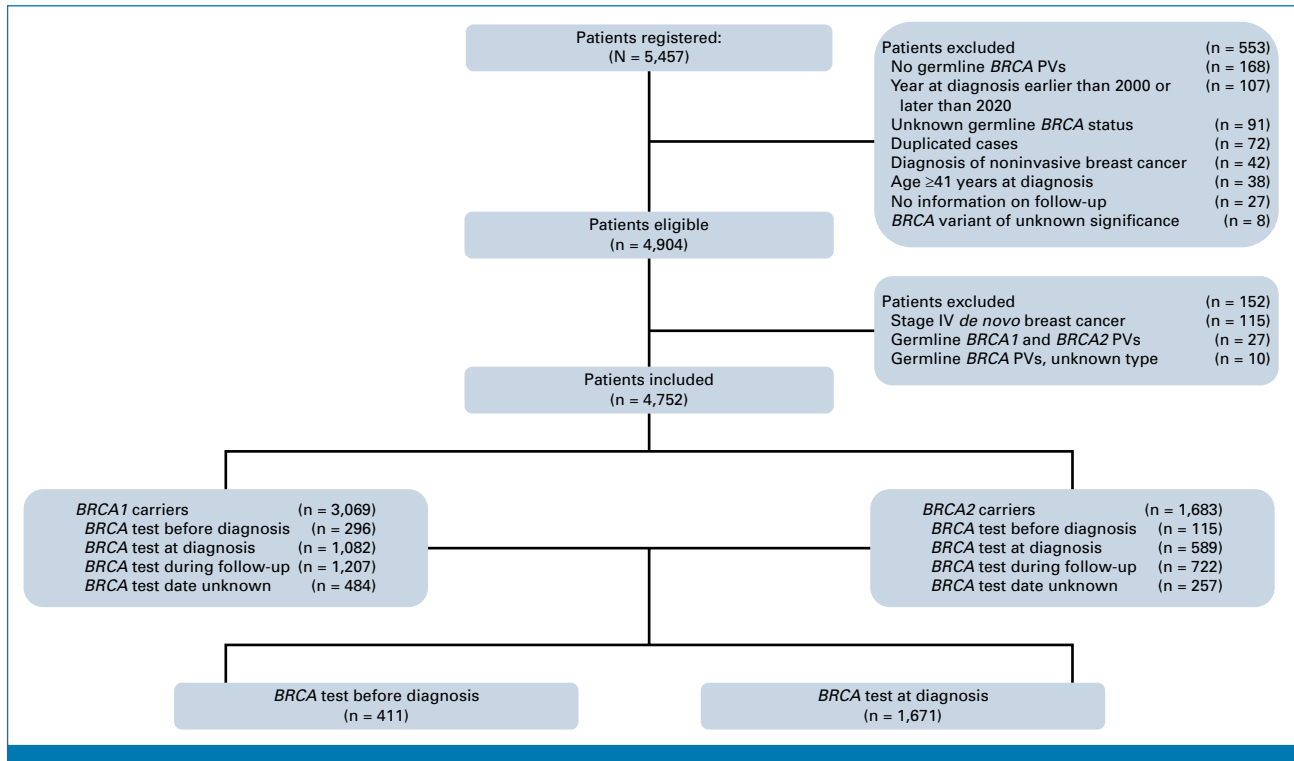 Patients registered:
(N = 5,457)
Patients excluded (n = 553)
No germline BRCA PVs (n = 168)
Year at diagnosis earlier than 2000 or (n = 107)
later than 2020
Unknown germline BRCA status (n = 91)
Duplicated cases (n = 72)
Diagnosis of noninvasive breast cancer (n = 42)
Age ≥41 years at diagnosis (n = 38)
No information on follow-up (n = 27)
BRCA variant of unknown significance (n = 8)
Patients eligible
(n = 4,904)
Patients excluded (n = 152)
Stage IV de novo breast cancer (n = 115)
Germline BRCA1 and BRCA2 PVs (n = 27)
Germline BRCA PVs, unknown type (n = 10)
Patients included
(n = 4,752)
BRCA1 carriers (n = 3,069)
BRCA test before diagnosis (n = 296)
BRCA test at diagnosis (n = 1,082)
BRCA test during follow-up (n = 1,207)
BRCA test date unknown (n = 484)
BRCA2 carriers (n = 1,683)
BRCA test before diagnosis (n = 115)
BRCA test at diagnosis (n = 589)
BRCA test during follow-up (n = 722)
BRCA test date unknown (n = 257)
BRCA test before diagnosis
(n = 411)
BRCA test at diagnosis
(n = 1,671)